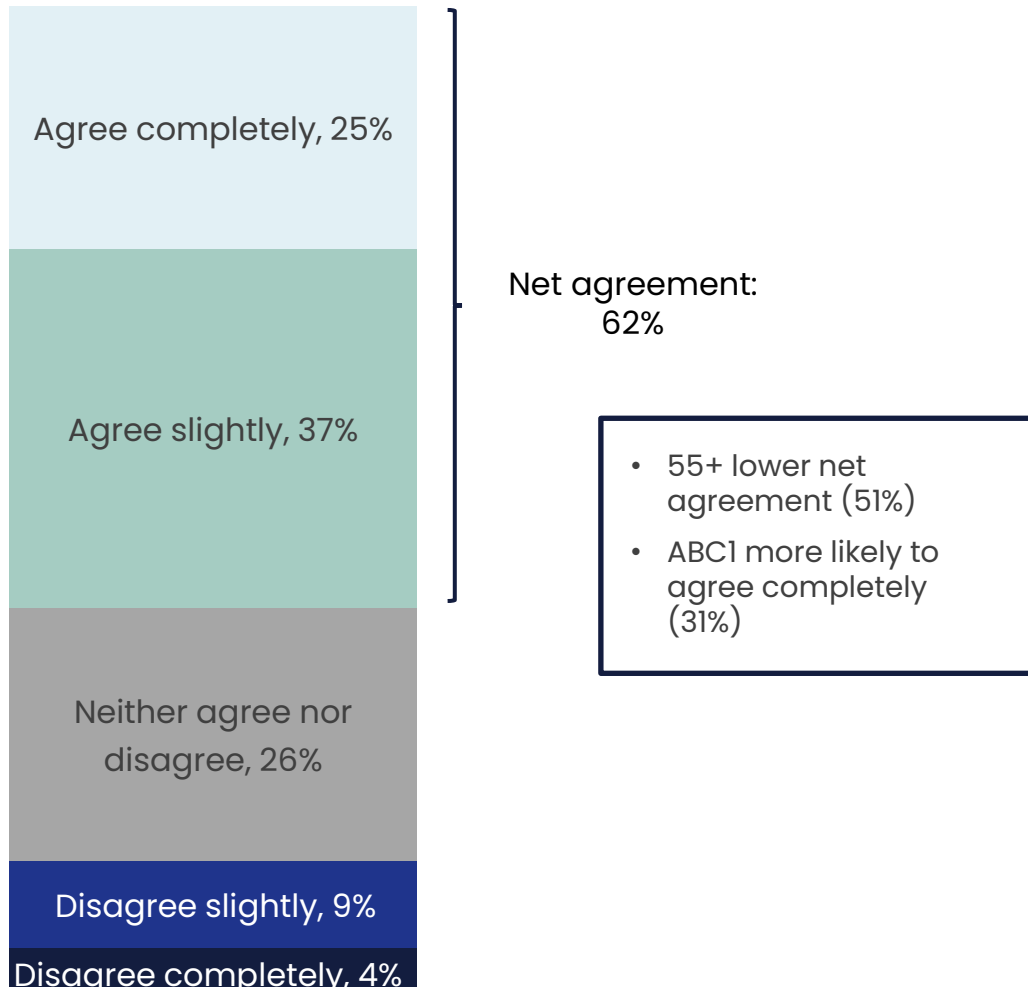 Agree completely, 25%
Agree slightly, 37%
Neither agree nor
disagree, 26%
Disagree slightly, 9%
Disagree completely, 4%
Net agreement:
62%
• 55+ lower net
agreement (51%)
• ABC1 more likely to
agree completely
(31%)